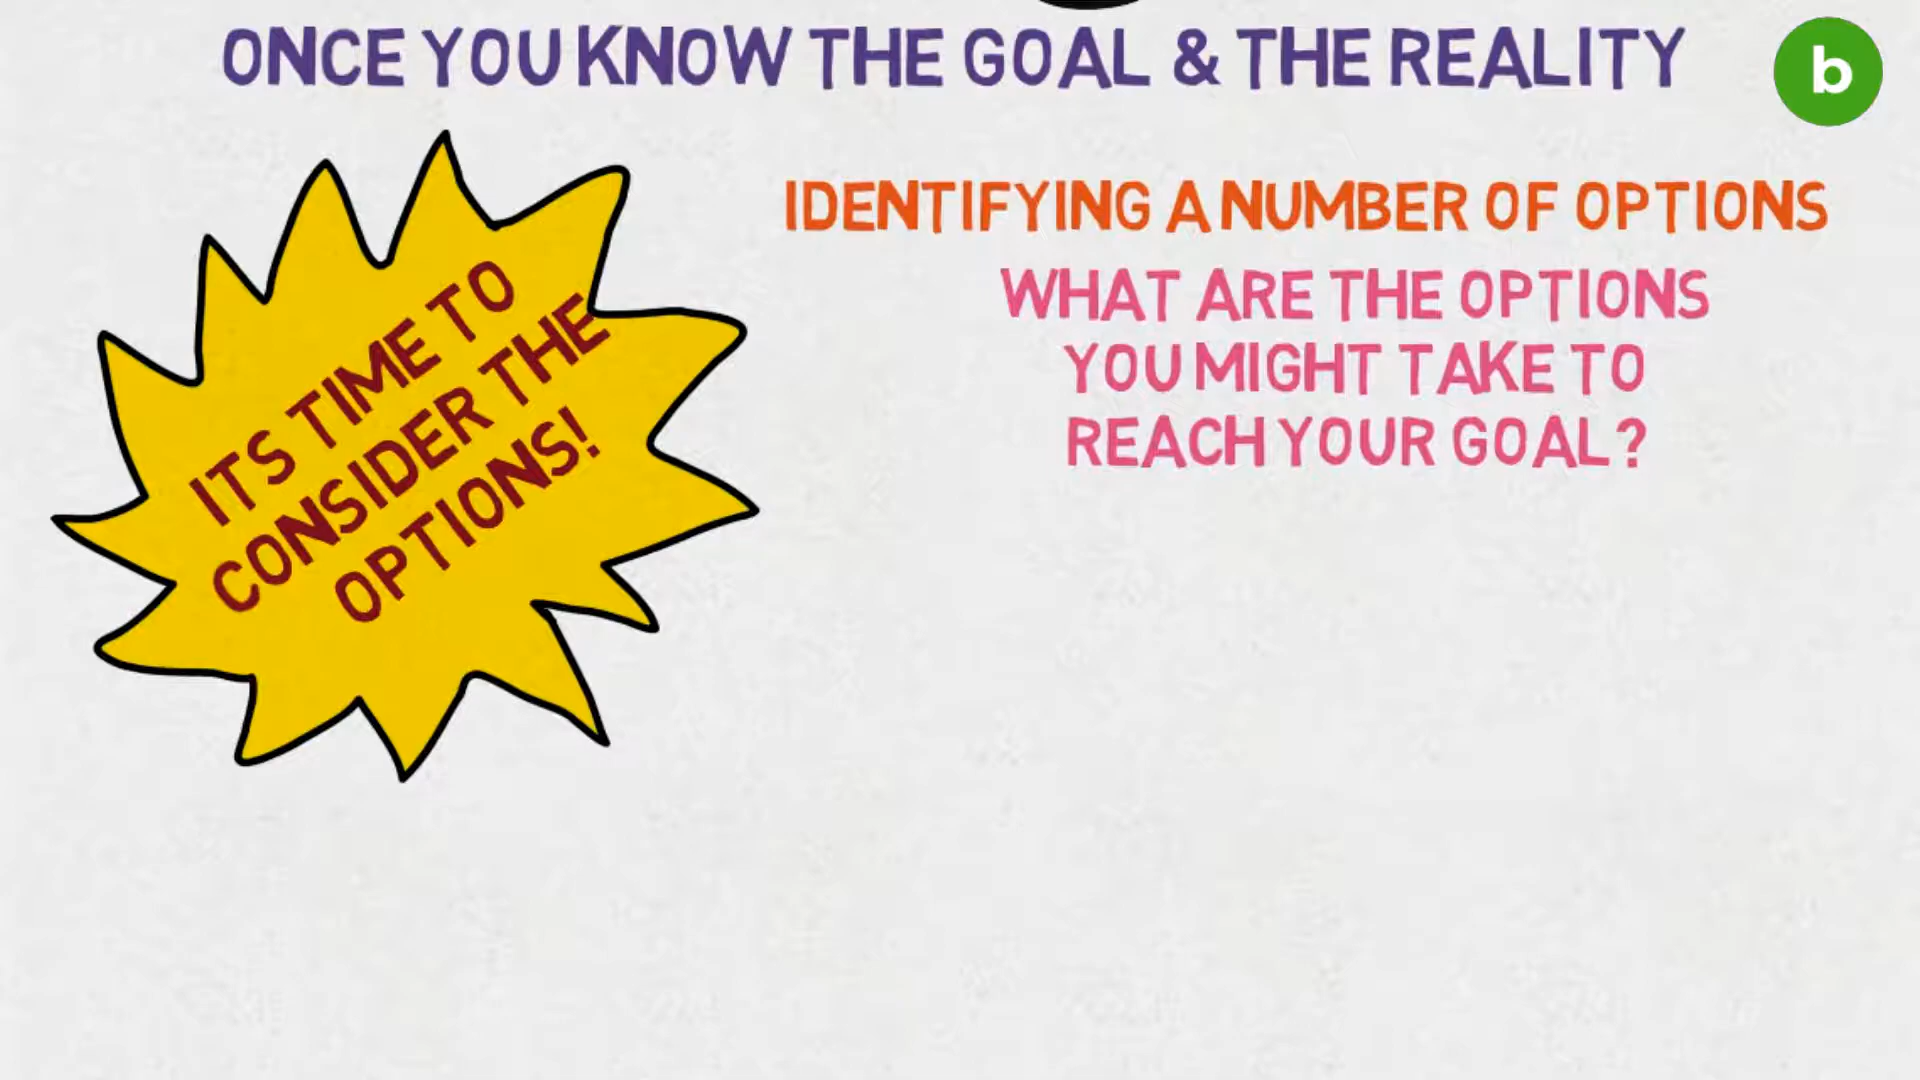 ONCE YOU KNOW THE GOAL & THE REALITY
b
ITS TIME TO
CONSIDER THE
OPTIONS!
IDENTIFYING A NUMBER OF OPTIONS
WHAT ARE THE OPTIONS
YOU MIGHT TAKE TO
REACH YOUR GOAL?